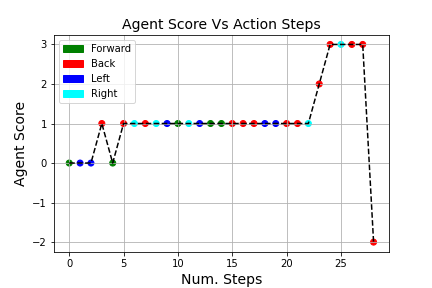 Agent Score Vs Action Steps
Agent Score
3
2
1
0
−1
−2
Forward
Back
Left
Right
0 5 10 15 20 25
Num. Steps